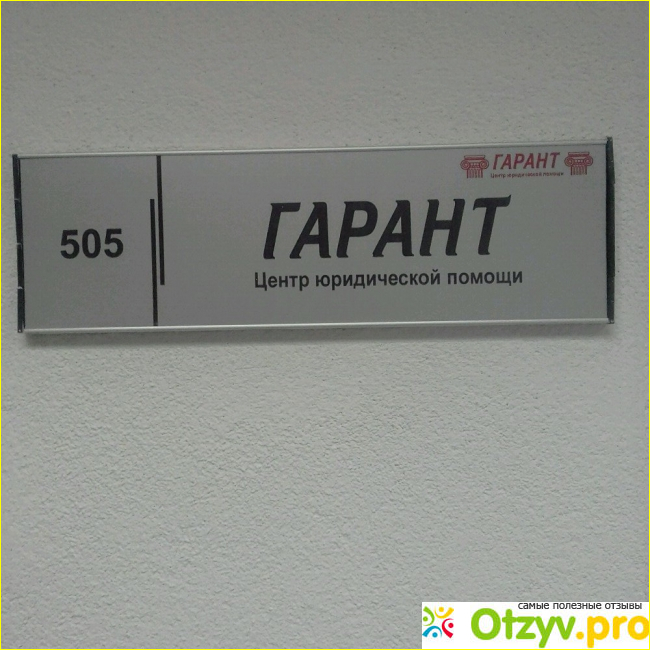 ГАРАНТ
Центр юридической помощи
505
ГАРАНТ
Центр юридической помощи
самые полезные отзывы
Otzyv.pro